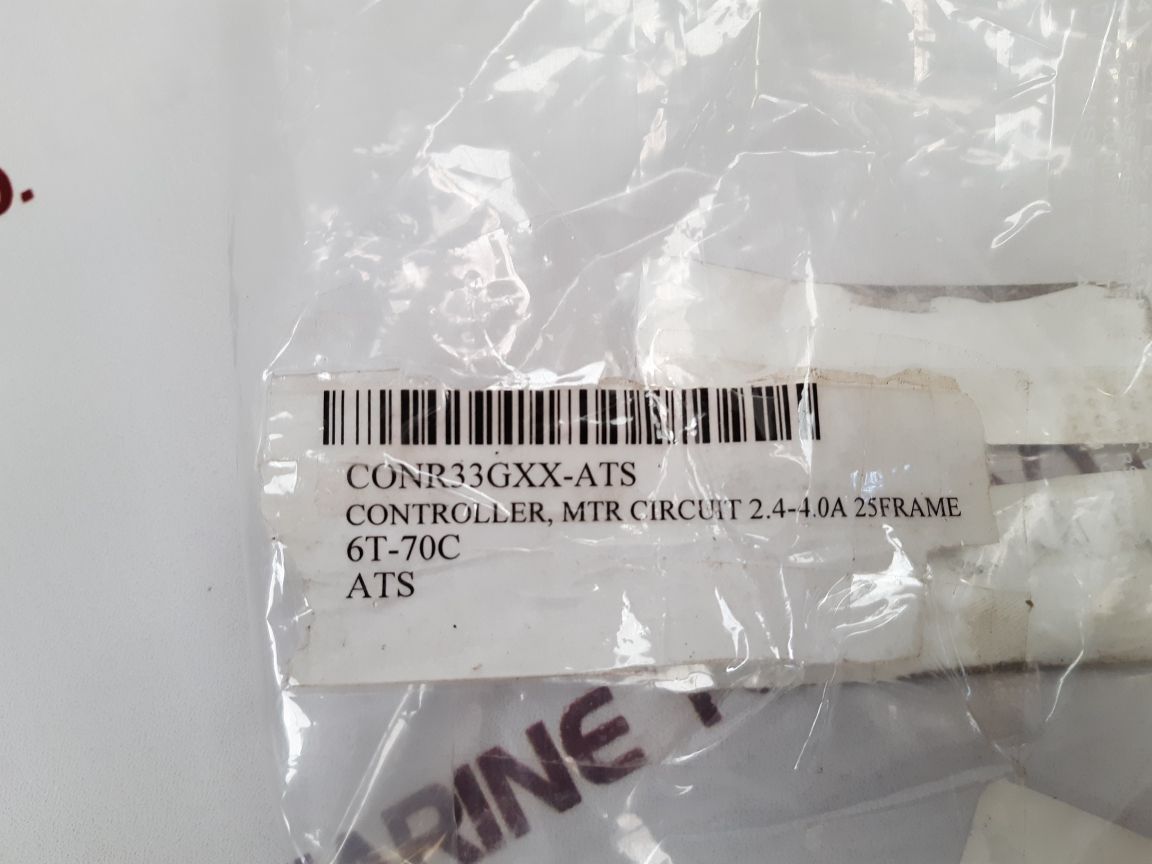 CONR33GXX-ATS
CONTROLLER, MTR CIRCUIT 2.4-4.0A 25FRAME
6T-70C
ATS